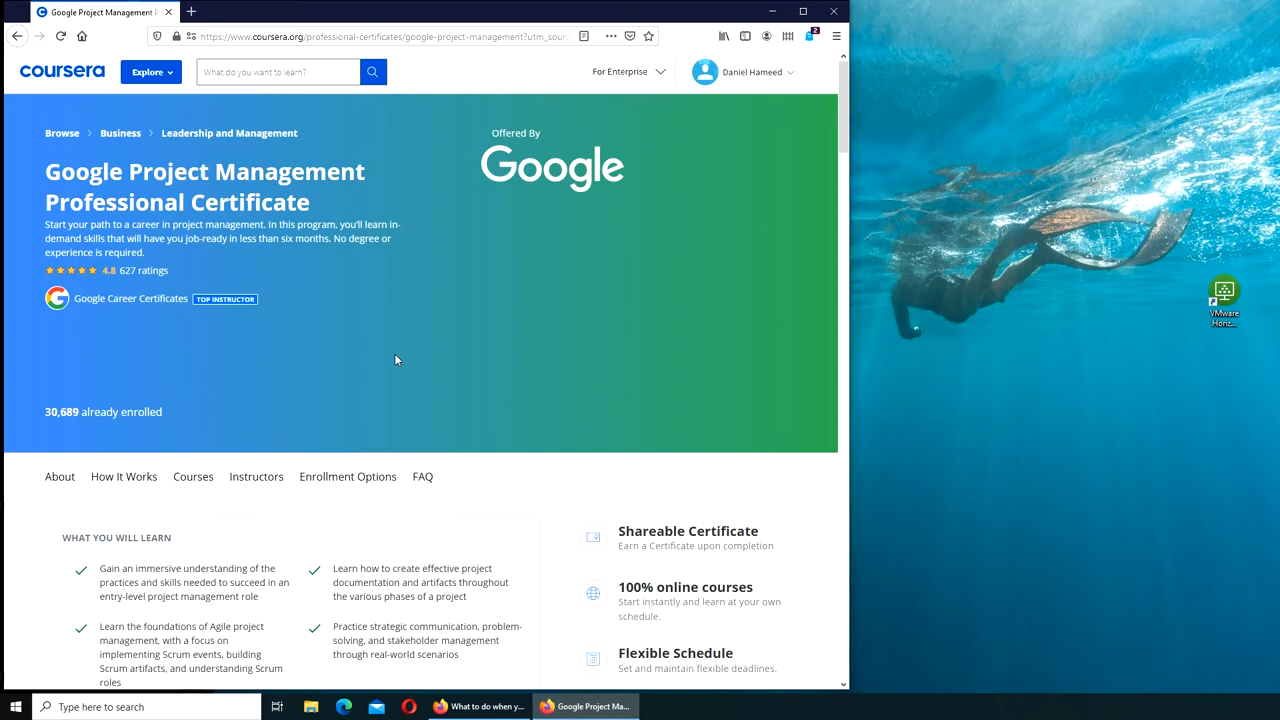 Google Project Management P
https://www.coursera.org/professional-certificates/google-project-management?utm_sourc
2
coursera
Explore
What do you want to learn?
For Enterprise
Daniel Hameed
Browse > Business > Leadership and Management
Offered By
Google
Google Project Management
Professional Certificate
Start your path to a career in project management. In this program, you'll learn in-
demand skills that will have you job-ready in less than six months. No degree or
experience is required.
4.8 627 ratings
Google Career Certificates TOP INSTRUCTOR
30,689 already enrolled
About How It Works Courses Instructors Enrollment Options FAQ
WHAT YOU WILL LEARN
Gain an immersive understanding of the
practices and skills needed to succeed in an
entry-level project management role
Learn how to create effective project
documentation and artifacts throughout
the various phases of a project
Learn the foundations of Agile project
management, with a focus on
implementing Scrum events, building
Scrum artifacts, and understanding Scrum
roles
Practice strategic communication, problem-
solving, and stakeholder management
through real-world scenarios
Shareable Certificate
Earn a Certificate upon completion
100% online courses
Start instantly and learn at your own
schedule.
Flexible Schedule
Set and maintain flexible deadlines.
VMware
Horiz...
Type here to search
What to do when y...
Google Project Ma...